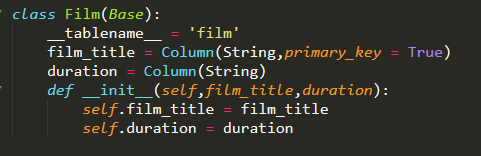 class Film(Base):
    __tablename__ = 'film'
    film_title = Column(String,primary_key = True)
    duration = Column(String)
    def __init__(self,film_title,duration):
        self.film_title = film_title
        self.duration = duration